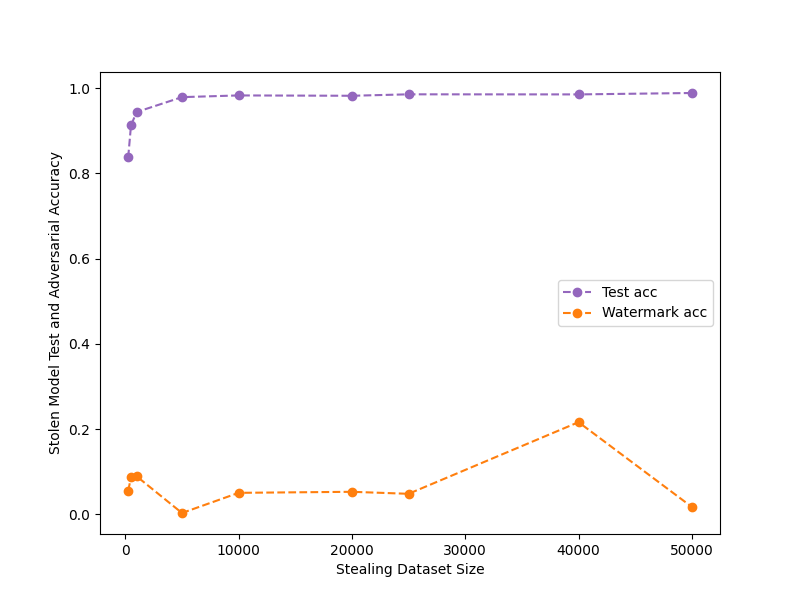 1.0
0.8
0.6
0.4
0.2
0.0
Stolen Model Test and Adversarial Accuracy
Test acc
Watermark acc
0 10000 20000 30000 40000 50000
Stealing Dataset Size